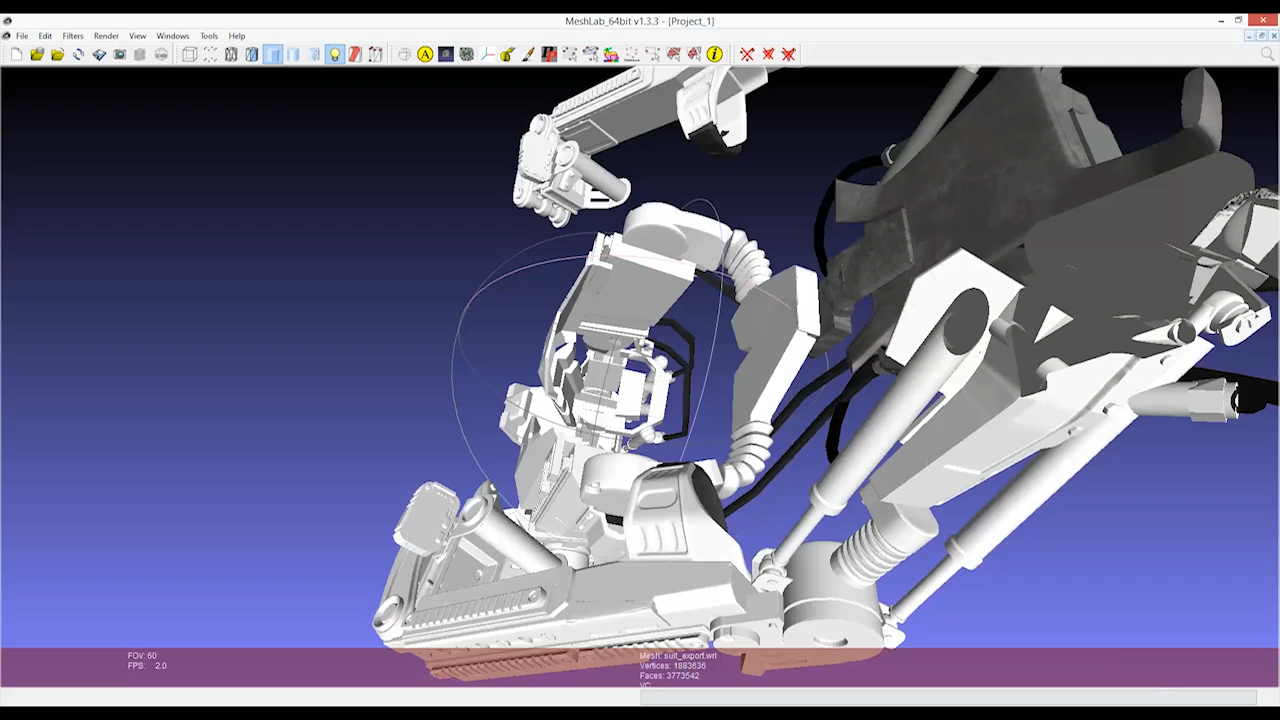 MeshLab_64bit v1.3.3 - [Project_1]
File Edit Filters Render View Windows Tools Help
FOV: 60
FPS: 2.0
Mesh: suit_export.wrl
Vertices: 1883636
Faces: 3773542
VC: